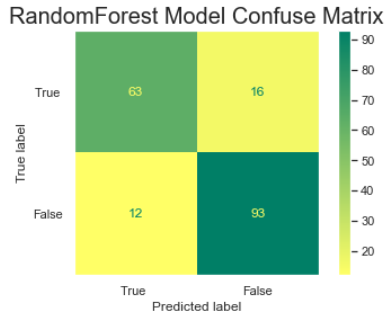 RandomForest Model Confuse Matrix
True label
True
63
16
False
12
93
True
False
Predicted label
90
80
70
60
50
40
30
20